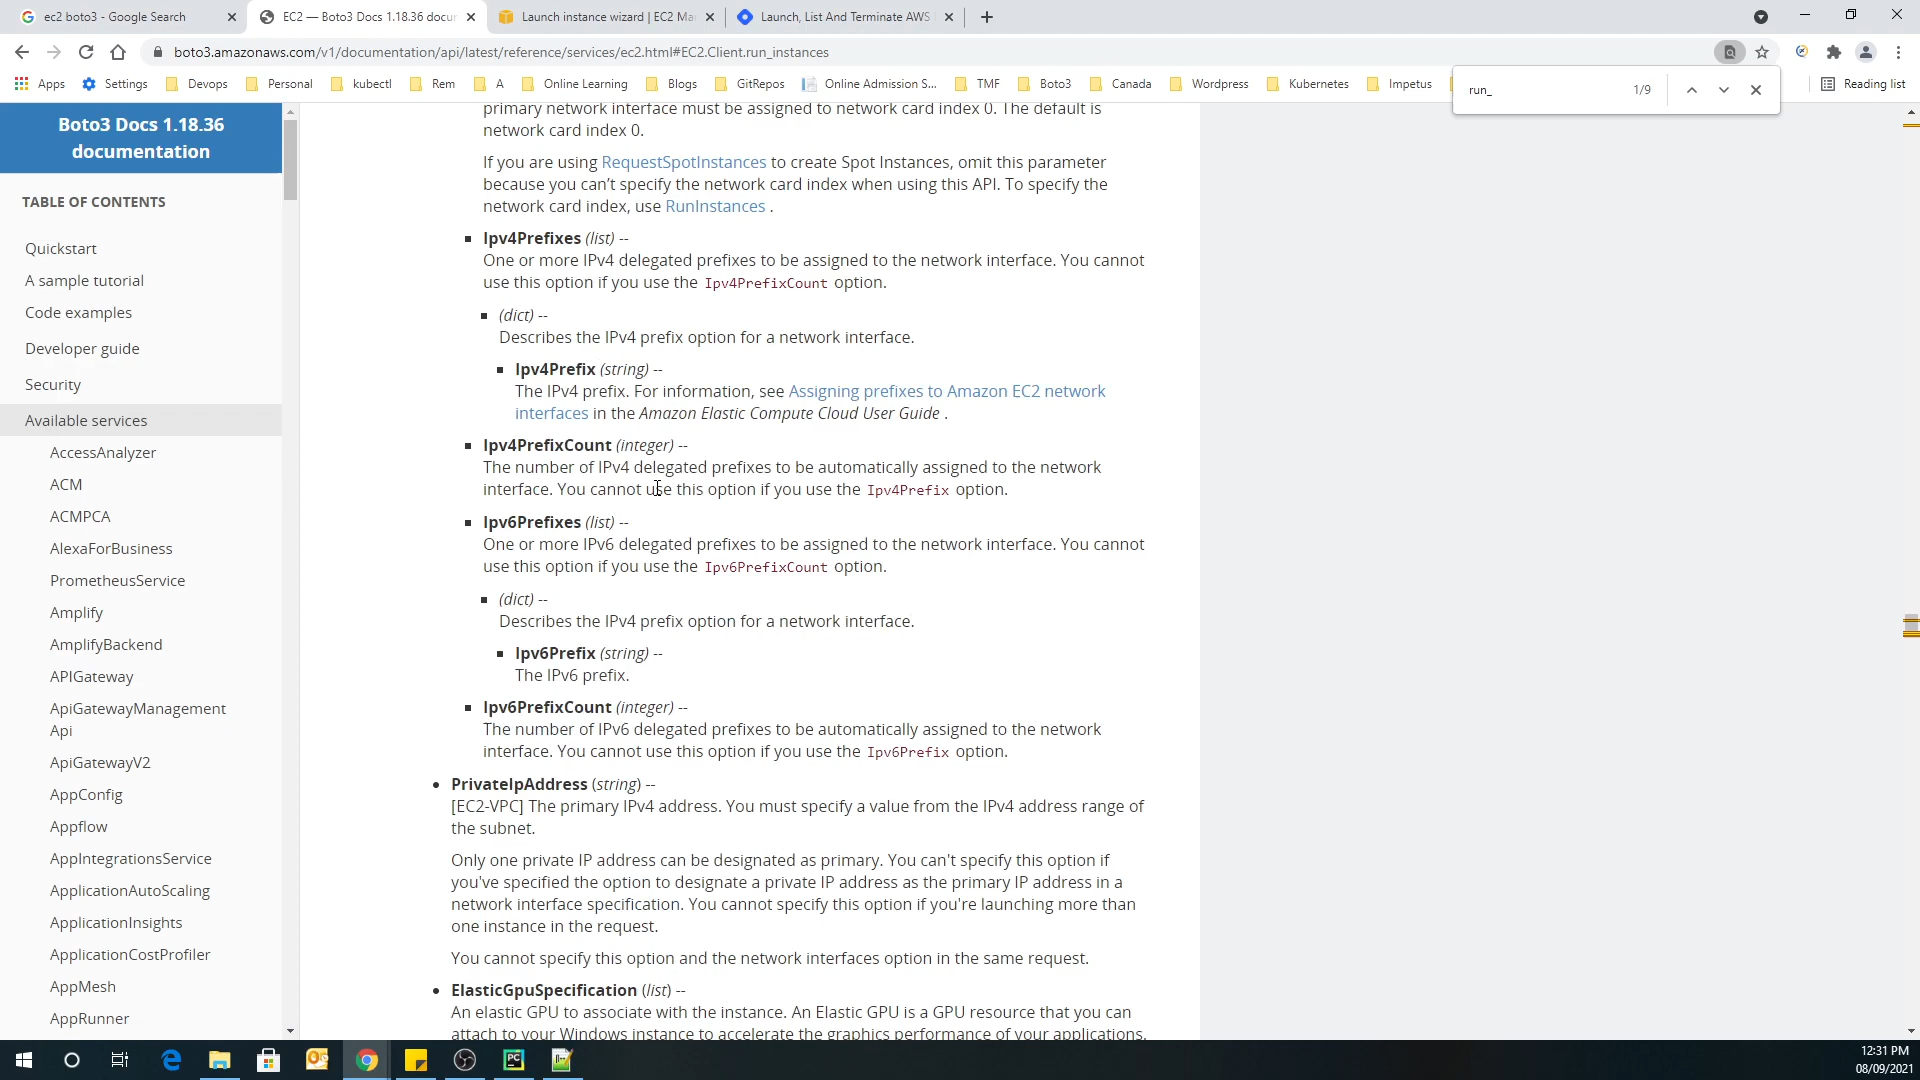 ec2 boto3 - Google Search
EC2 — Boto3 Docs 1.18.36 docum
Launch instance wizard | EC2 Ma
Launch, List And Terminate AWS
boto3.amazonaws.com/v1/documentation/api/latest/reference/services/ec2.html#EC2.Client.run_instances
Apps Settings Devops Personal kubectl Rem A Online Learning Blogs GitRepos Online Admission S... TMF Boto3 Canada Wordpress Kubernetes Impetus Reading list
run_ 1/9
Boto3 Docs 1.18.36
documentation
TABLE OF CONTENTS
Quickstart
A sample tutorial
Code examples
Developer guide
Security
Available services
AccessAnalyzer
ACM
ACMPCA
AlexaForBusiness
PrometheusService
Amplify
AmplifyBackend
APIGateway
ApiGatewayManagement
Api
ApiGatewayV2
AppConfig
Appflow
AppIntegrationsService
ApplicationAutoScaling
ApplicationInsights
ApplicationCostProfiler
AppMesh
AppRunner
primary network interface must be assigned to network card index 0. The default is
network card index 0.
If you are using RequestSpotInstances to create Spot Instances, omit this parameter
because you can't specify the network card index when using this API. To specify the
network card index, use RunInstances .
Ipv4Prefixes (list) --
One or more IPv4 delegated prefixes to be assigned to the network interface. You cannot
use this option if you use the Ipv4PrefixCount option.
(dict) --
Describes the IPv4 prefix option for a network interface.
Ipv4Prefix (string) --
The IPv4 prefix. For information, see Assigning prefixes to Amazon EC2 network
interfaces in the Amazon Elastic Compute Cloud User Guide .
Ipv4PrefixCount (integer) --
The number of IPv4 delegated prefixes to be automatically assigned to the network
interface. You cannot use this option if you use the Ipv4Prefix option.
Ipv6Prefixes (list) --
One or more IPv6 delegated prefixes to be assigned to the network interface. You cannot
use this option if you use the Ipv6PrefixCount option.
(dict) --
Describes the IPv4 prefix option for a network interface.
Ipv6Prefix (string) --
The IPv6 prefix.
Ipv6PrefixCount (integer) --
The number of IPv6 delegated prefixes to be automatically assigned to the network
interface. You cannot use this option if you use the Ipv6Prefix option.
PrivateIpAddress (string) --
[EC2-VPC] The primary IPv4 address. You must specify a value from the IPv4 address range of
the subnet.
Only one private IP address can be designated as primary. You can't specify this option if
you've specified the option to designate a private IP address as the primary IP address in a
network interface specification. You cannot specify this option if you're launching more than
one instance in the request.
You cannot specify this option and the network interfaces option in the same request.
ElasticGpuSpecification (list) --
An elastic GPU to associate with the instance. An Elastic GPU is a GPU resource that you can
attach to your Windows instance to accelerate the graphics performance of your applications.
12:31 PM
08/09/2021